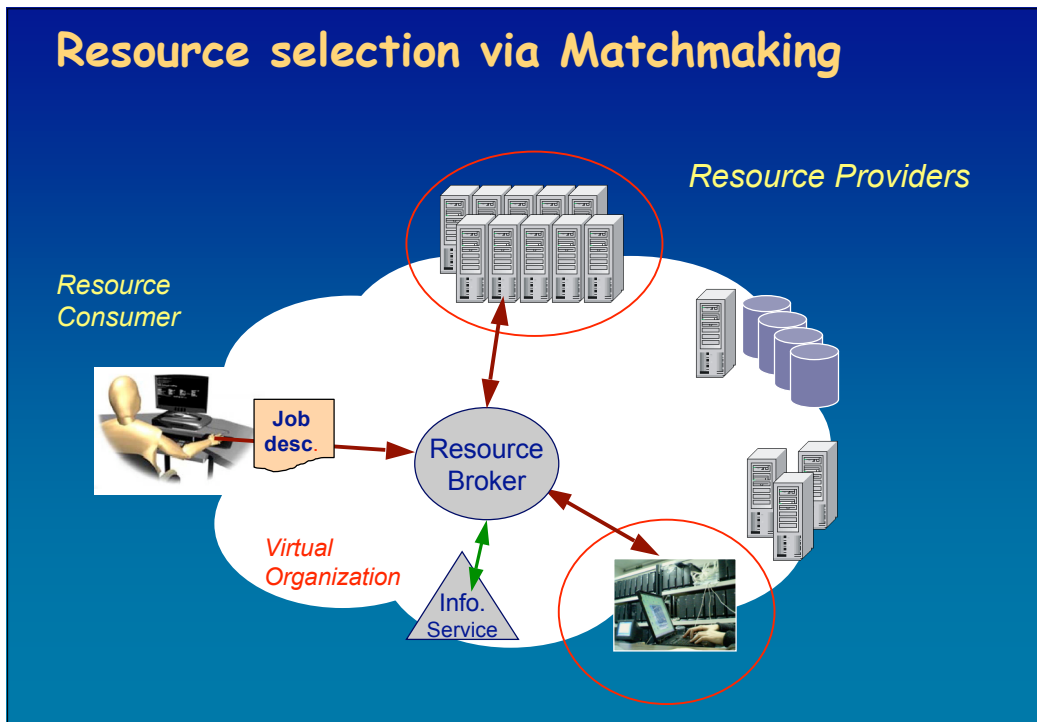 Resource selection via Matchmaking
Resource Providers
Resource
Consumer
Job
desc.
Resource
Broker
Virtual
Organization
Info.
Service